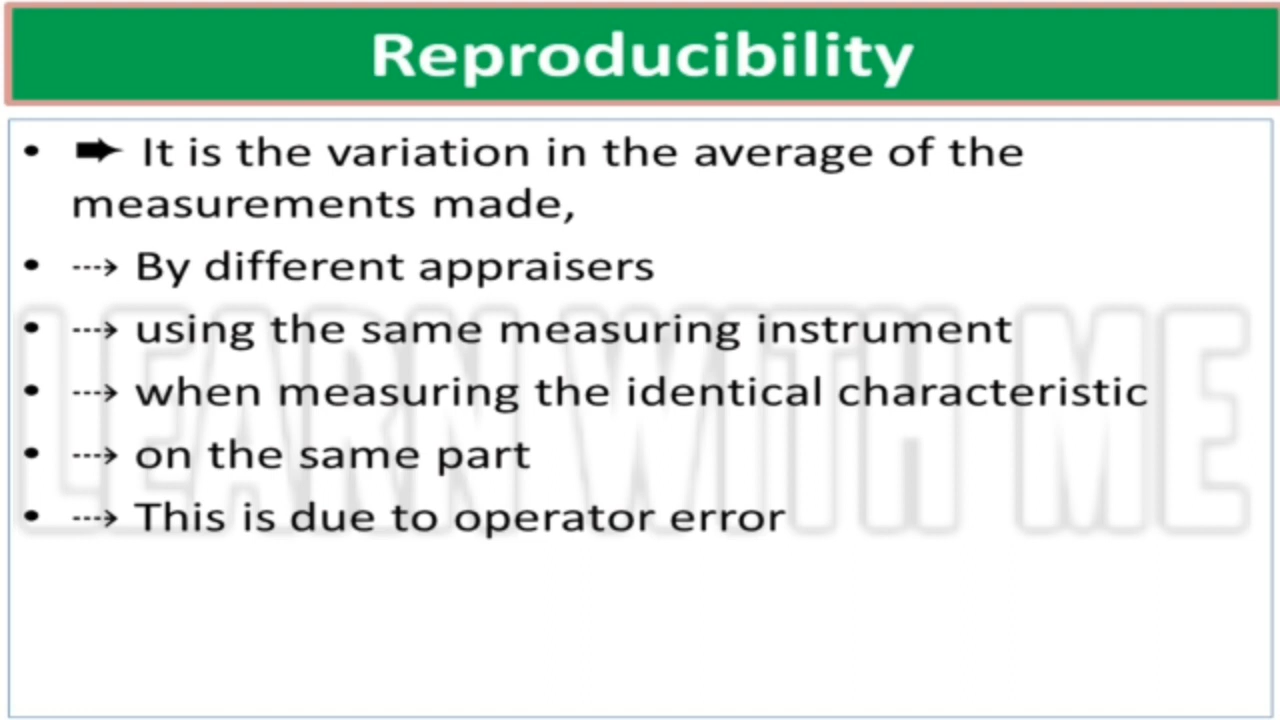 Reproducibility
• ➨ It is the variation in the average of the
measurements made,
• ⤏ By different appraisers
• ⤏ using the same measuring instrument
• ⤏ when measuring the identical characteristic
• ⤏ on the same part
• ⤏ This is due to operator error
LEARN WITH ME